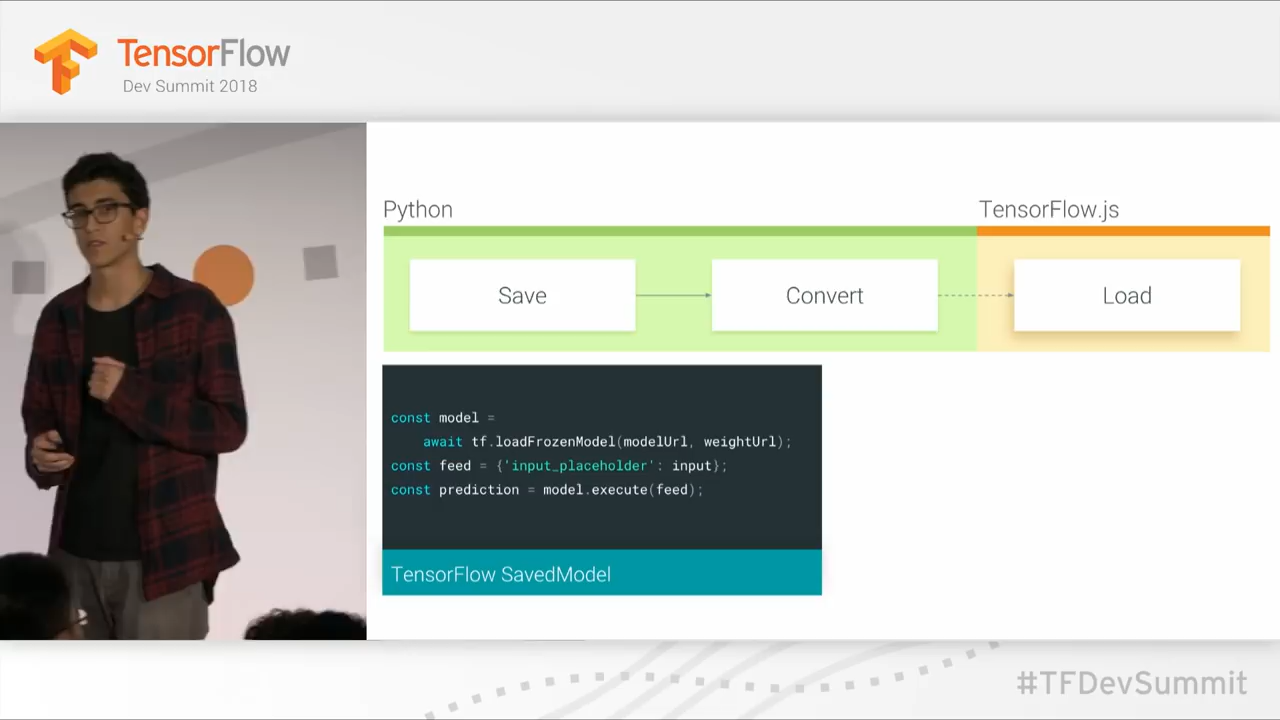 TensorFlow
Dev Summit 2018
Python
TensorFlow.js
Save
Convert
Load
const model =
await tf.loadFrozenModel(modelUrl, weightUrl);
const feed = {'input_placeholder': input};
const prediction = model.execute(feed);
TensorFlow SavedModel
#TFDevSummit